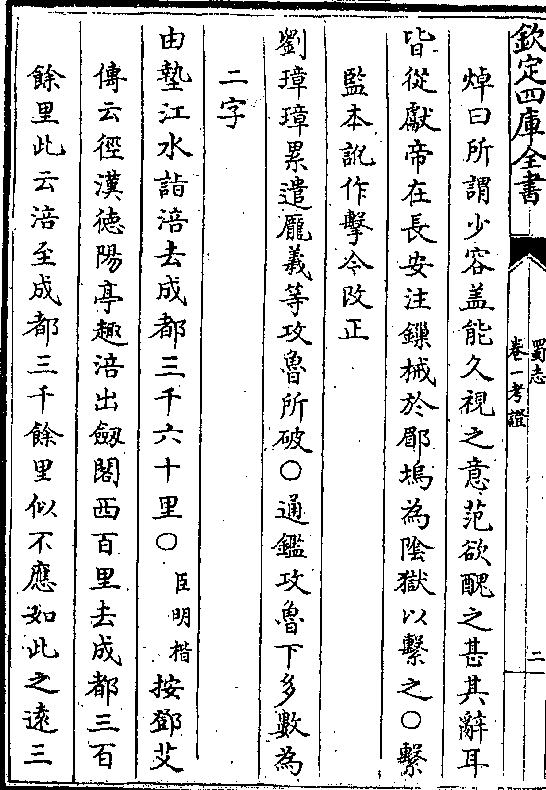 欽定四庫全書
蜀志
卷一考證
二
焯曰所謂少容盖能久視之意范欲醜之甚其辭耳
皆從獻帝在長安注鏁械於郿塢為陰獄以繫之○繫
監本訛作擊今改正
劉璋璋累遣龎羲等攻魯所破○通鑑攻魯下多數為
二字
由墊江水詣涪去成都三千六十里○臣明楷按鄧艾
傳云徑漢德陽亭趣涪出劔閣西百里去成都三百
餘里此云涪至成都三千餘里似不應如此之遠三